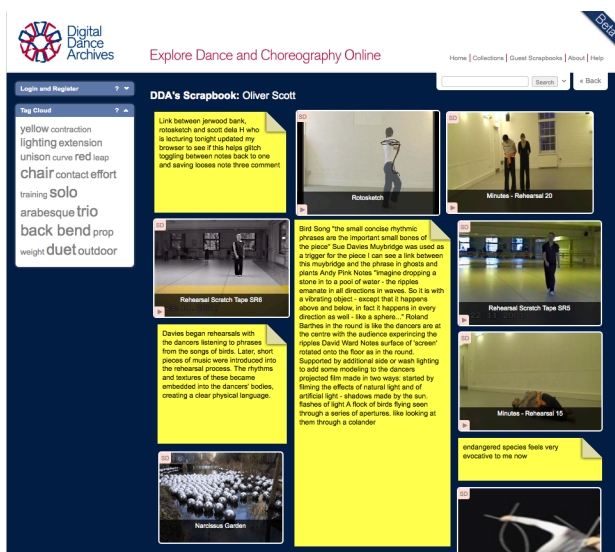 Digital
Dance
Archives
Explore Dance and Choreography Online
Beta
Home | Collections | Guest Scrapbooks | About | Help
Search
« Back
Login and Register ?
Tag Cloud ?
yellow contraction
lighting extension
unison curve red leap
chair contact effort
training solo
arabesque trio
back bend prop
weight duet outdoor
DDA's Scrapbook: Oliver Scott
Link between jerwood bank,
rotosketch and scott dela H who
is lecturing tonight updated my
browser to see if this helps glitch
toggling between notes back to one
and saving looses note three comment
SD
Rotosketch
SD
Minutes - Rehearsal 20
SD
Rehearsal Scratch Tape SR6
Bird Song "the small concise rhythmic
phrases are the important small bones of
the piece" Sue Davies Muybridge was used as
a trigger for the piece I can see a link between
this muybridge and the phrase in ghosts and
plants Andy Pink Notes "imagine dropping a
stone in to a pool of water - the ripples
emanate in all directions in waves. So it is with
a vibrating object - except that it happens
above and below, in fact it happens in every
direction as well - like a sphere..." Roland
Barthes in the round is like the dancers are at
the centre with the audience experincing the
ripples David Ward Notes surface of 'screen'
rotated onto the floor as in the round.
Supported by additional side or wash lighting
to add some modeling to the dancers
projected film made in two ways: started by
filming the effects of natural light and of
artificial light - shadows made by the sun.
flashes of light A flock of birds flying seen
through a series of apertures. like looking at
them through a colander
SD
Rehearsal Scratch Tape SR5
Davies began rehearsals with
the dancers listening to phrases
from the songs of birds. Later, short
pieces of music were introduced into
the rehearsal process. The rhythms
and textures of these became
embedded into the dancers' bodies,
creating a clear physical language.
SD
Minutes - Rehearsal 15
endangered species feels very
evocative to me now
SD
Narcissus Garden
SD